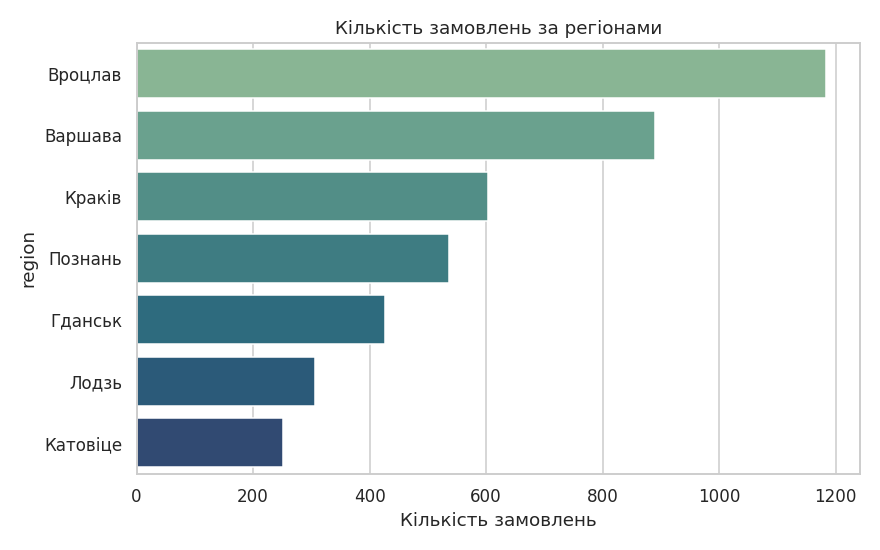 Кількість замовлень за регіонами
region
Вроцлав
Варшава
Краків
Познань
Гданськ
Лодзь
Катовіце
0 200 400 600 800 1000 1200
Кількість замовлень